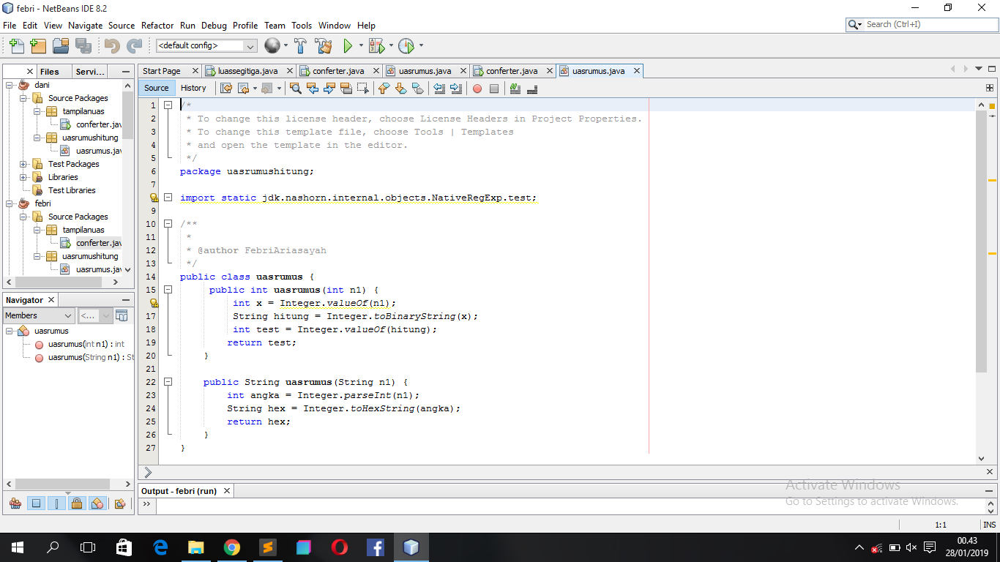 febri - NetBeans IDE 8.2
File Edit View Navigate Source Refactor Run Debug Profile Team Tools Window Help
Search (Ctrl+I)
<default config>
Files Servi...
Start Page luassegitiga.java conferter.java uasrumus.java conferter.java uasrumus.java
Source History
dani
Source Packages
tampilanuas
conferter.jav
uasrumushitung
uasrumus.jav
Test Packages
Libraries
Test Libraries
febri
Source Packages
tampilanuas
conferter.jav
uasrumushitung
uasrumus.jav
Navigator
Members <...
uasrumus
uasrumus(int n1) : int
uasrumus(String n1) : St
1 /*
2 * To change this license header, choose License Headers in Project Properties.
3 * To change this template file, choose Tools | Templates
4 * and open the template in the editor.
5 */
6 package uasrumushitung;
7
import static jdk.nashorn.internal.objects.NativeRegExp.test;
9
10 /**
11 *
12 * @author FebriAriasayah
13 */
14 public class uasrumus {
15 public int uasrumus(int n1) {
int x = Integer.valueOf(n1);
17 String hitung = Integer.toBinaryString(x);
18 int test = Integer.valueOf(hitung);
19 return test;
20 }
21
22 public String uasrumus(String n1) {
23 int angka = Integer.parseInt(n1);
24 String hex = Integer.toHexString(angka);
25 return hex;
26 }
27 }
Output - febri (run)
Activate Windows
Go to Settings to activate Windows.
1:1 INS
00.43
28/01/2019